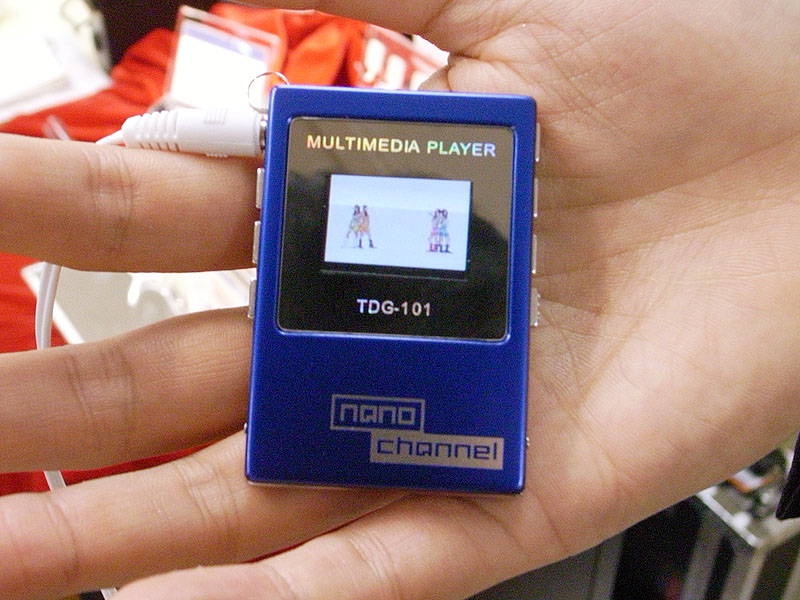 MULTIMEDIA PLAYER
TDG-101
nano
channel